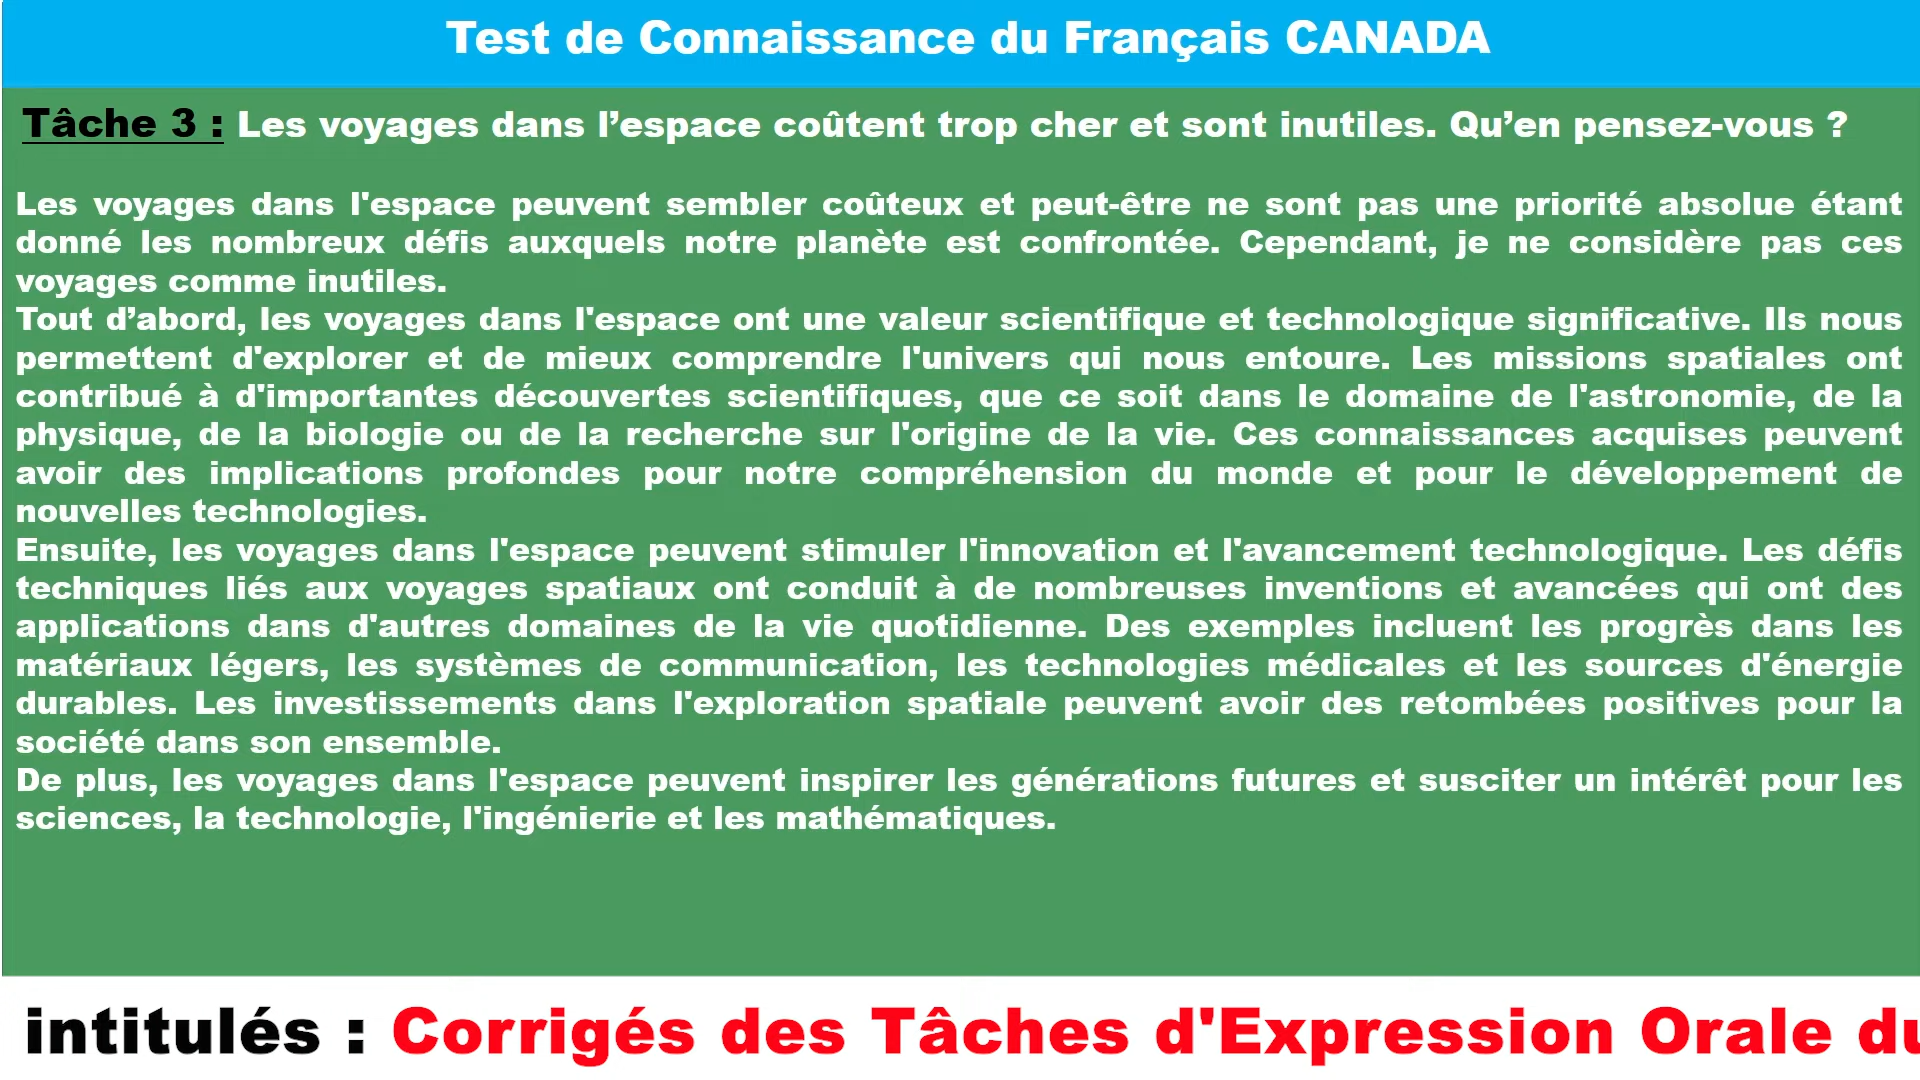 Test de Connaissance du Français CANADA
Tâche 3 : Les voyages dans l’espace coûtent trop cher et sont inutiles. Qu’en pensez-vous ?
Les voyages dans l'espace peuvent sembler coûteux et peut-être ne sont pas une priorité absolue étant
donné les nombreux défis auxquels notre planète est confrontée. Cependant, je ne considère pas ces
voyages comme inutiles.
Tout d’abord, les voyages dans l'espace ont une valeur scientifique et technologique significative. Ils nous
permettent d'explorer et de mieux comprendre l'univers qui nous entoure. Les missions spatiales ont
contribué à d'importantes découvertes scientifiques, que ce soit dans le domaine de l'astronomie, de la
physique, de la biologie ou de la recherche sur l'origine de la vie. Ces connaissances acquises peuvent
avoir des implications profondes pour notre compréhension du monde et pour le développement de
nouvelles technologies.
Ensuite, les voyages dans l'espace peuvent stimuler l'innovation et l'avancement technologique. Les défis
techniques liés aux voyages spatiaux ont conduit à de nombreuses inventions et avancées qui ont des
applications dans d'autres domaines de la vie quotidienne. Des exemples incluent les progrès dans les
matériaux légers, les systèmes de communication, les technologies médicales et les sources d'énergie
durables. Les investissements dans l'exploration spatiale peuvent avoir des retombées positives pour la
société dans son ensemble.
De plus, les voyages dans l'espace peuvent inspirer les générations futures et susciter un intérêt pour les
sciences, la technologie, l'ingénierie et les mathématiques.
intitulés : Corrigés des Tâches d'Expression Orale du